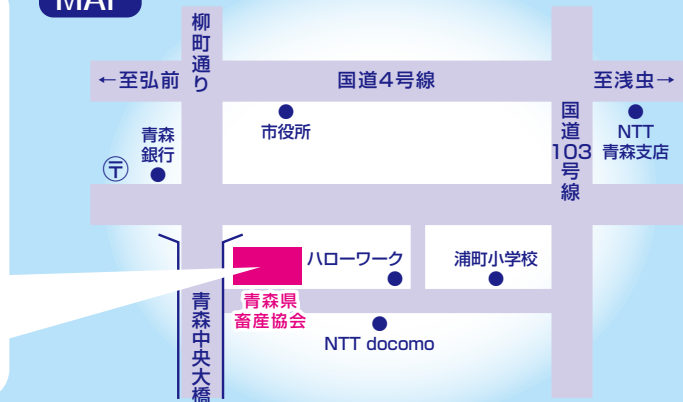 MAP
柳町通り
←至弘前
国道4号線
至浅虫→
市役所
国道103号線
NTT
青森支店
青森
銀行
〒
ハローワーク
浦町小学校
青森県
畜産協会
青森中央大橋
NTT docomo